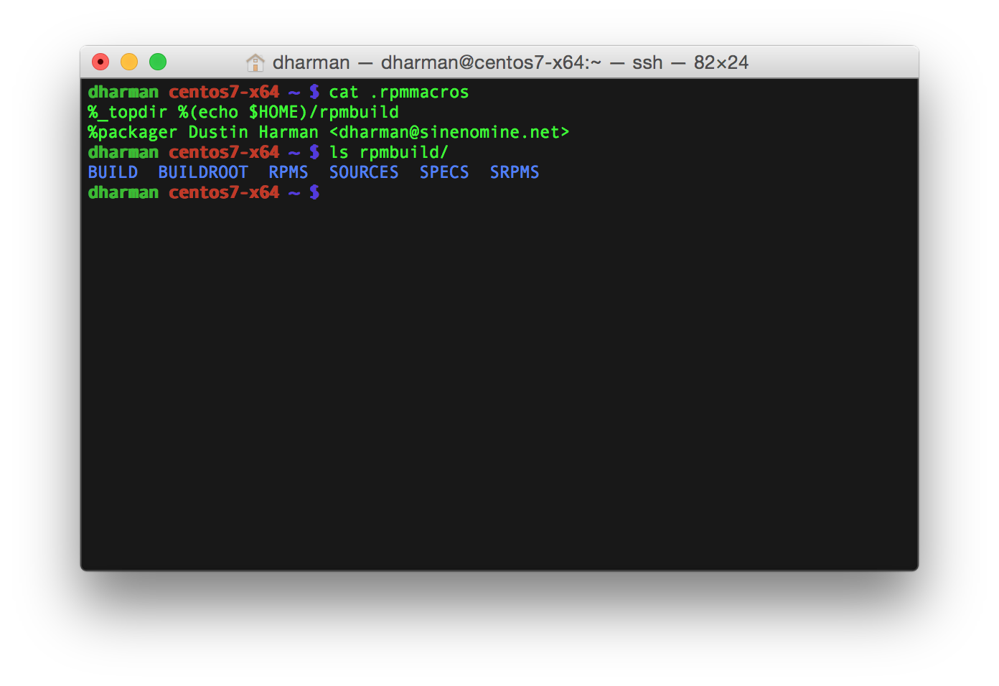 dharman — dharman@centos7-x64:~ — ssh — 82×24
dharman centos7-x64 ~ $ cat .rpmmacros
%_topdir %(echo $HOME)/rpmbuild
%packager Dustin Harman <dharman@sinenomine.net>
dharman centos7-x64 ~ $ ls rpmbuild/
BUILD  BUILDROOT  RPMS  SOURCES  SPECS  SRPMS
dharman centos7-x64 ~ $